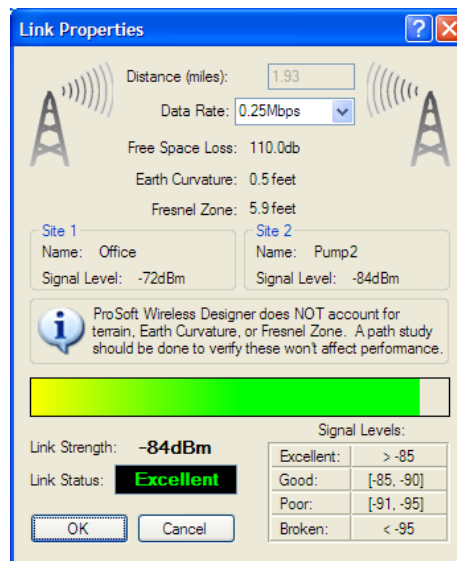 Link Properties
Distance (miles): 1.93
Data Rate: 0.25Mbps
Free Space Loss: 110.0db
Earth Curvature: 0.5 feet
Fresnel Zone: 5.9 feet
Site 1
Name: Office
Signal Level: -72dBm
Site 2
Name: Pump2
Signal Level: -84dBm
ProSoft Wireless Designer does NOT account for
terrain, Earth Curvature, or Fresnel Zone. A path study
should be done to verify these won't affect performance.
Link Strength: -84dBm
Link Status: Excellent
OK
Cancel
Signal Levels:
Excellent: > -85
Good: [-85, -90]
Poor: [-91, -95]
Broken: < -95